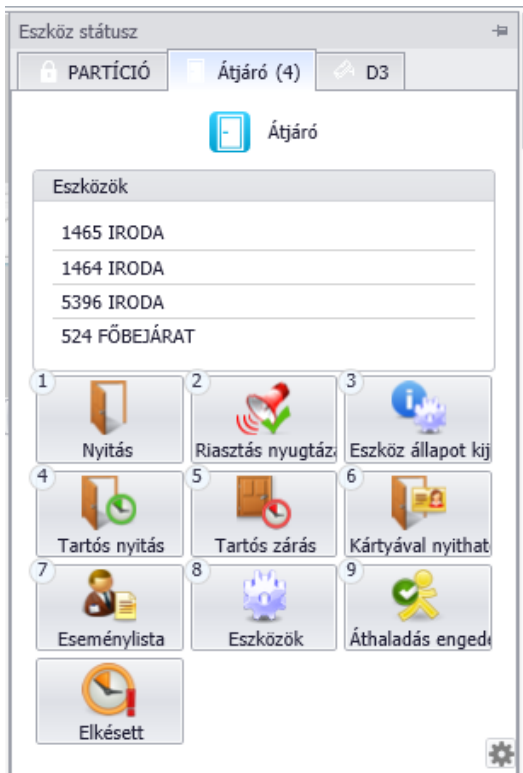 Eszköz státusz
PARTÍCIÓ
Átjáró (4)
D3
Átjáró
Eszközök
1465 IRODA
1464 IRODA
5396 IRODA
524 FŐBEJÁRAT
1
2
3
Nyitás
Riasztás nyugtáz
Eszköz állapot kij
4
5
6
Tartós nyitás
Tartós zárás
Kártyával nyithat
7
8
9
Eseménylista
Eszközök
Áthaladás enged
Elkésett